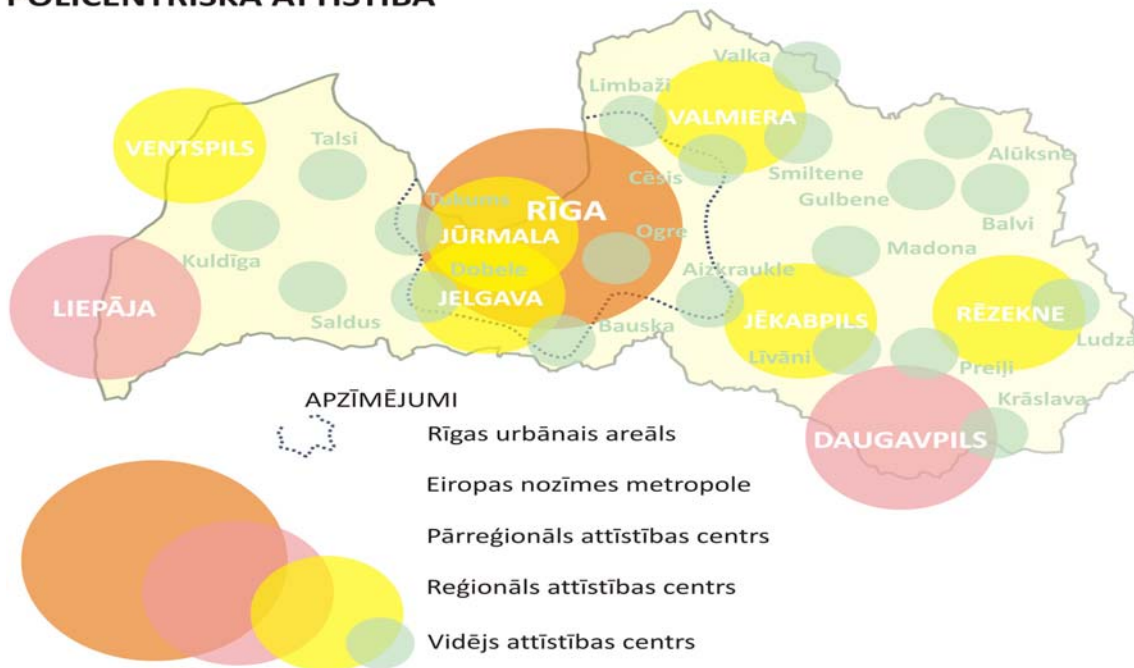 POLICENTRISKA ATTĪSTĪBA
Valka
Limbaži
VALMIERA
VENTSPILS
Talsi
Alūksne
Cēsis
Smiltene
Gulbene
Tukums
RĪGA
Balvi
JŪRMALA
Ogre
Madona
Kuldīga
Dobele
Aizkraukle
LIEPĀJA
JELGAVA
JĒKABPILS
RĒZEKNE
Saldus
Bauska
Ludza
Līvāni
Preiļi
Krāslava
APZĪMĒJUMI
DAUGAVPILS
Rīgas urbānais areāls
Eiropas nozīmes metropole
Pārreģionāls attīstības centrs
Reģionāls attīstības centrs
Vidējs attīstības centrs